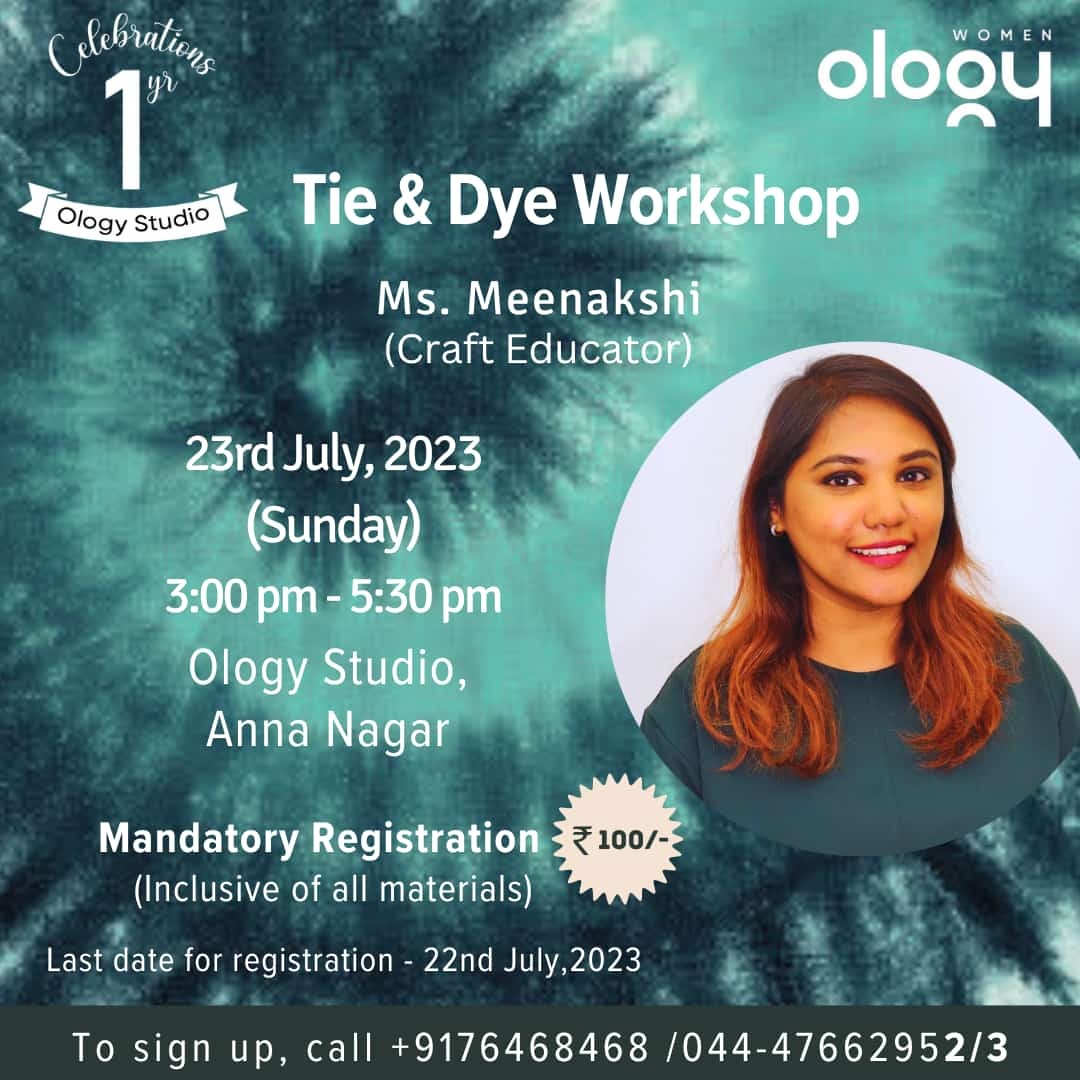 Celebrations
1 yr
Ology Studio
WOMEN
ology
Tie & Dye Workshop
Ms. Meenakshi
(Craft Educator)
23rd July, 2023
(Sunday)
3:00 pm - 5:30 pm
Ology Studio,
Anna Nagar
Mandatory Registration ₹ 100/-
(Inclusive of all materials)
Last date for registration - 22nd July,2023
To sign up, call +9176468468 /044-47662952/3